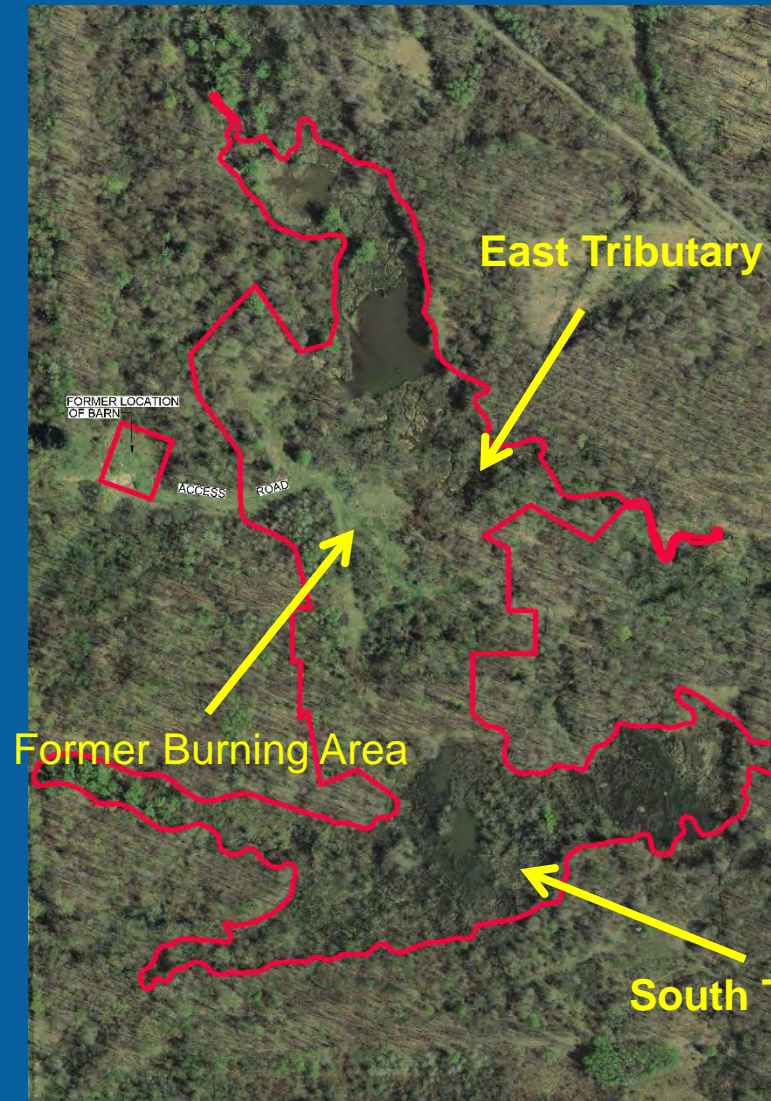 East Tributary
FORMER LOCATION
OF BARN
ACCESS ROAD
Former Burning Area
South